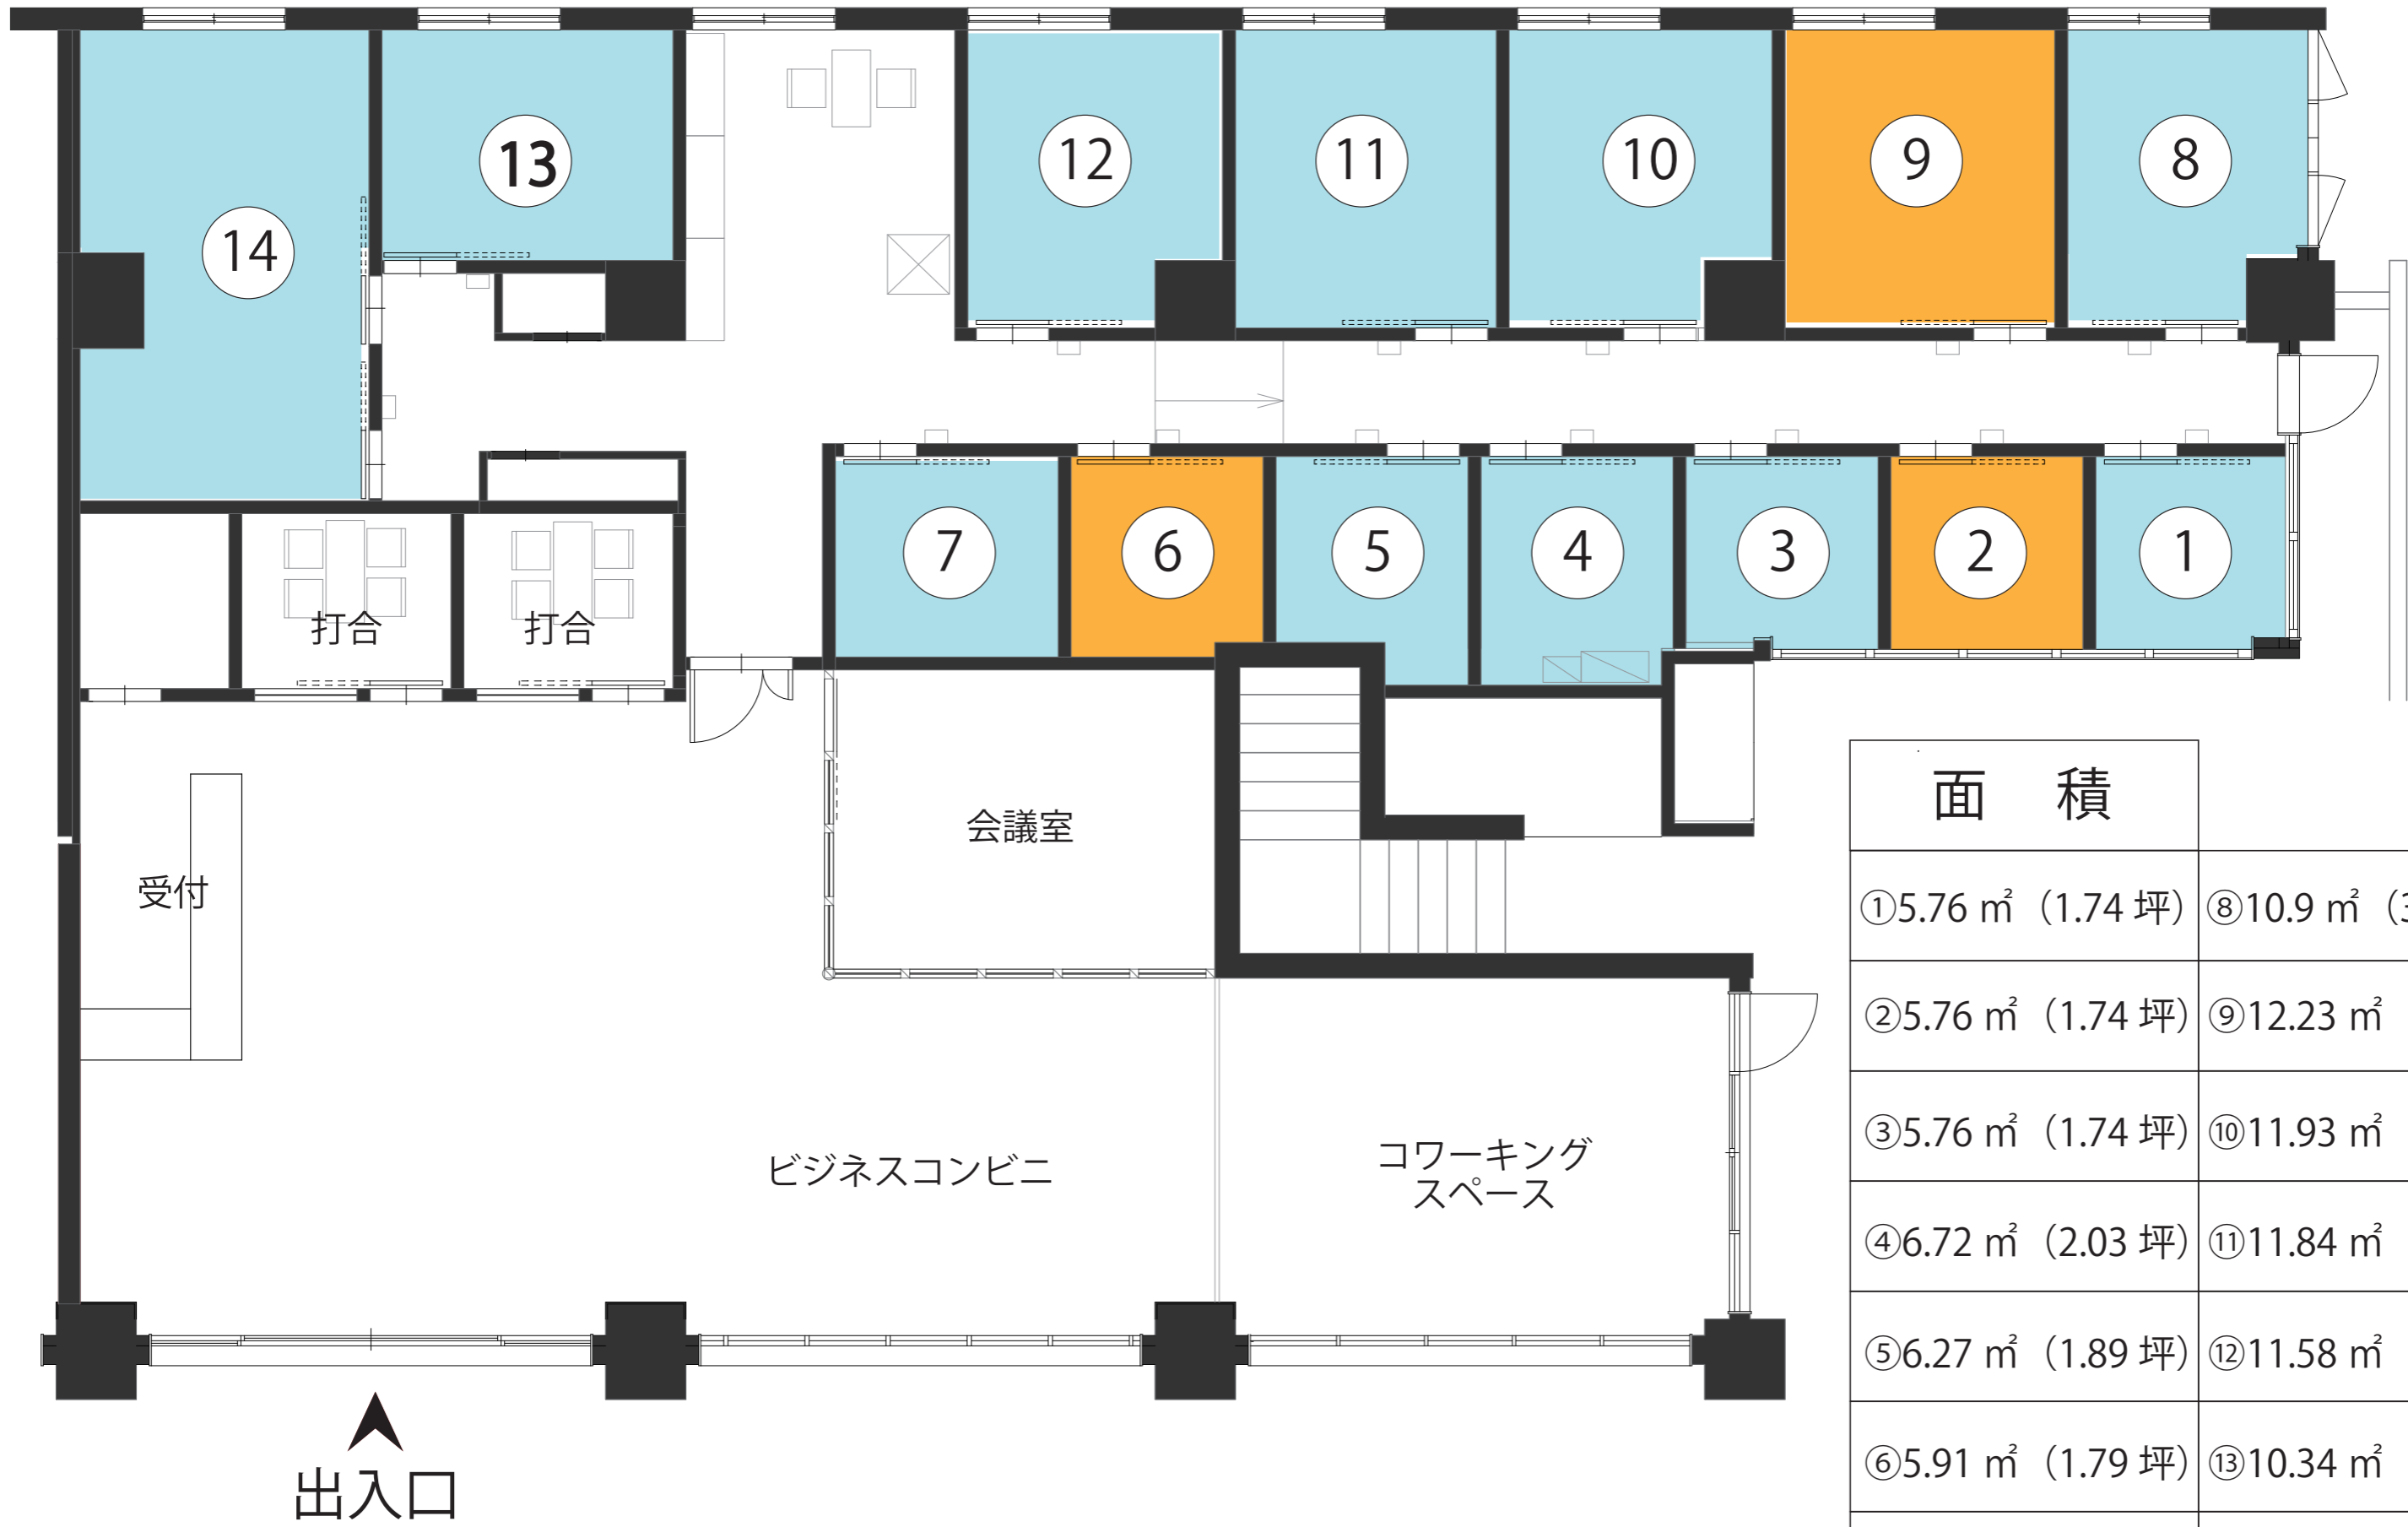 14
13
12
11
10
9
8
7
6
5
4
3
2
1
打合
打合
会議室
受付
ビジネスコンビニ
コワーキング
スペース
出入口
面 積
①5.76 ㎡（1.74 坪） ⑧10.9 ㎡（3
②5.76 ㎡（1.74 坪） ⑨12.23 ㎡
③5.76 ㎡（1.74 坪） ⑩11.93 ㎡
④6.72 ㎡（2.03 坪） ⑪11.84 ㎡
⑤6.27 ㎡（1.89 坪） ⑫11.58 ㎡
⑥5.91 ㎡（1.79 坪） ⑬10.34 ㎡